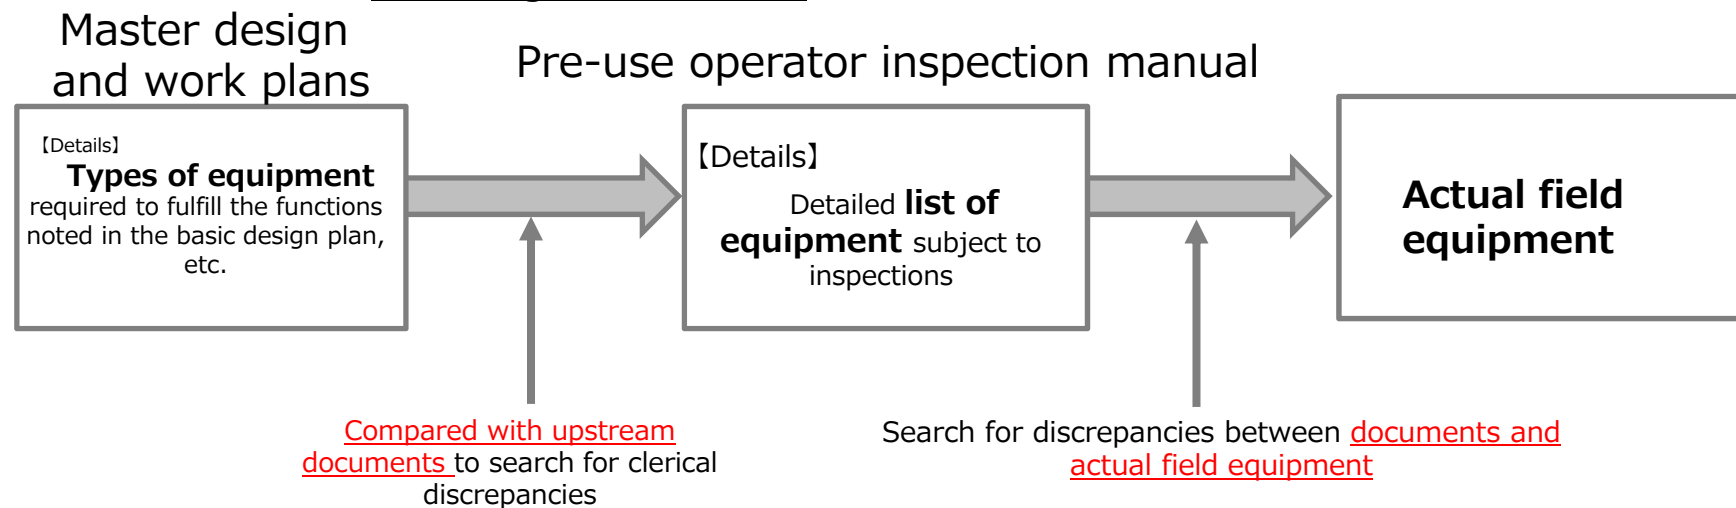 Master design
and work plans
Pre-use operator inspection manual
【Details】
Types of equipment
required to fulfill the functions
noted in the basic design plan,
etc.
【Details】
Detailed list of
equipment subject to
inspections
Actual field
equipment
Compared with upstream
documents to search for clerical
discrepancies
Search for discrepancies between documents and
actual field equipment